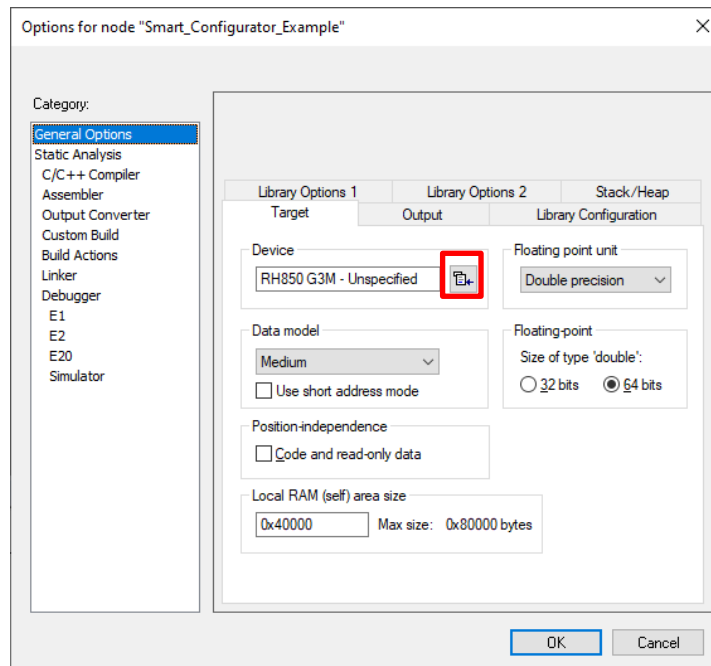 Options for node "Smart_Configurator_Example"
Category:
General Options
Static Analysis
C/C++ Compiler
Assembler
Output Converter
Custom Build
Build Actions
Linker
Debugger
E1
E2
E20
Simulator
Library Options 1 Library Options 2 Stack/Heap
Target Output Library Configuration
Device
RH850 G3M - Unspecified
Floating point unit
Double precision
Data model
Medium
Use short address mode
Floating-point
Size of type 'double':
32 bits 64 bits
Position-independence
Code and read-only data
Local RAM (self) area size
0x40000 Max size: 0x80000 bytes
OK Cancel